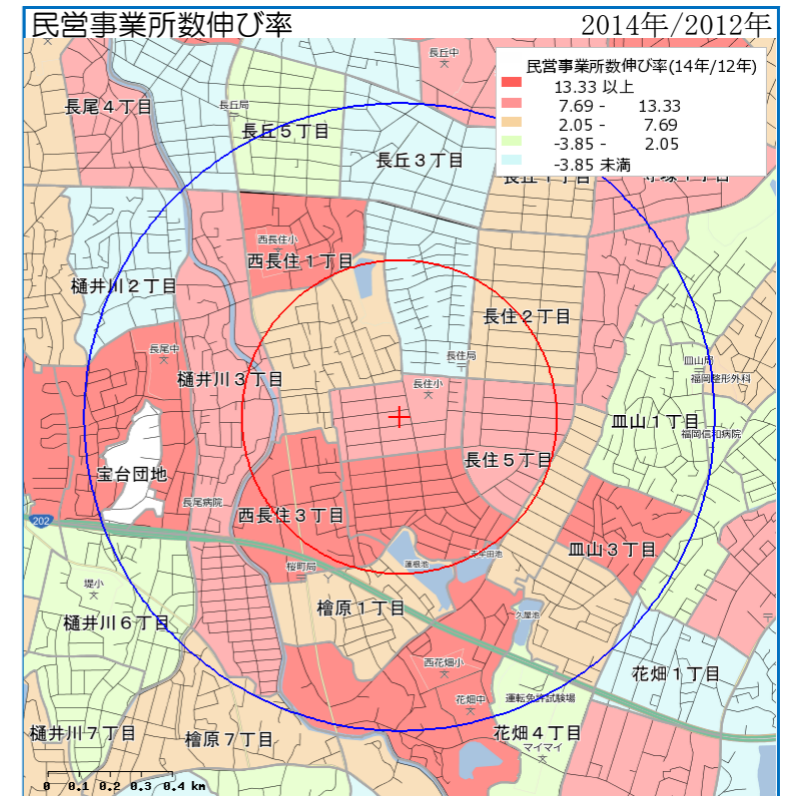 民営事業所数伸び率
2014年/2012年
民営事業所数伸び率(14年/12年)
13.33 以上
7.69 - 13.33
2.05 - 7.69
-3.85 - 2.05
-3.85 未満
長丘中
長尾4丁目
長丘局
長丘5丁目
長丘3丁目
長丘1丁目
西長住小
西長住1丁目
樋井川2丁目
長住2丁目
長尾中
長住局
皿山局
樋井川3丁目
長住小
福岡整形外科
皿山1丁目
福岡信和病院
宝台団地
長住5丁目
長尾病院
西長住3丁目
202
皿山3丁目
桜町局
蓮根池
堤小
檜原1丁目
樋井川6丁目
西花畑小
花畑1丁目
花畑中
運転免許試験場
樋井川7丁目
檜原7丁目
花畑4丁目
マイマイ
0 0.1 0.2 0.3 0.4 km